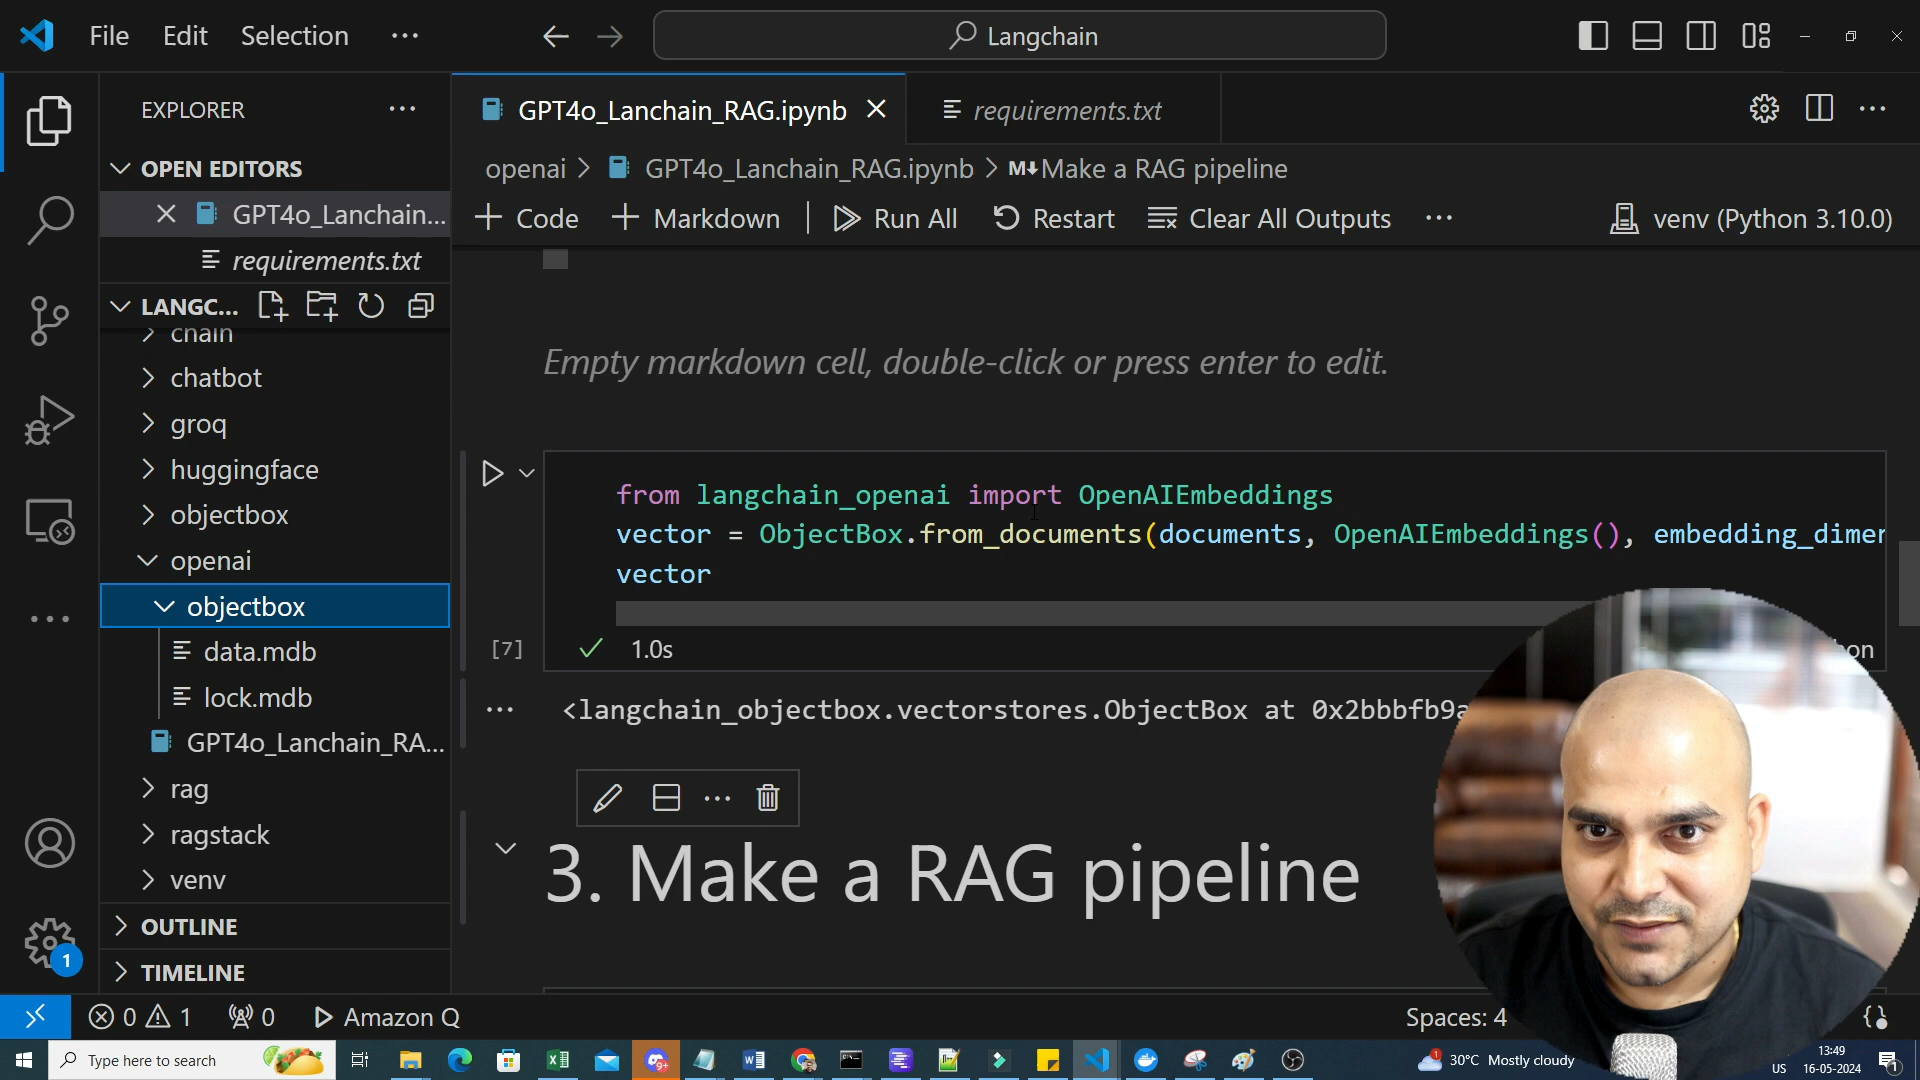 File Edit Selection ···
Langchain
EXPLORER ···
OPEN EDITORS
GPT4o_Lanchain...
requirements.txt
LANGC...
chain
chatbot
groq
huggingface
objectbox
openai
objectbox
data.mdb
lock.mdb
GPT4o_Lanchain_RA...
rag
ragstack
venv
OUTLINE
TIMELINE
GPT4o_Lanchain_RAG.ipynb
requirements.txt
openai > GPT4o_Lanchain_RAG.ipynb > M↓Make a RAG pipeline
+ Code + Markdown | Run All Restart Clear All Outputs ··· venv (Python 3.10.0)
Empty markdown cell, double-click or press enter to edit.
from langchain_openai import OpenAIEmbeddings
vector = ObjectBox.from_documents(documents, OpenAIEmbeddings(), embedding_dimen
vector
[7] 1.0s
<langchain_objectbox.vectorstores.ObjectBox at 0x2bbbfb9a
3. Make a RAG pipeline
1
0 1 0 Amazon Q Spaces: 4
Type here to search
9+
1 30°C Mostly cloudy
US
13:49
16-05-2024
1